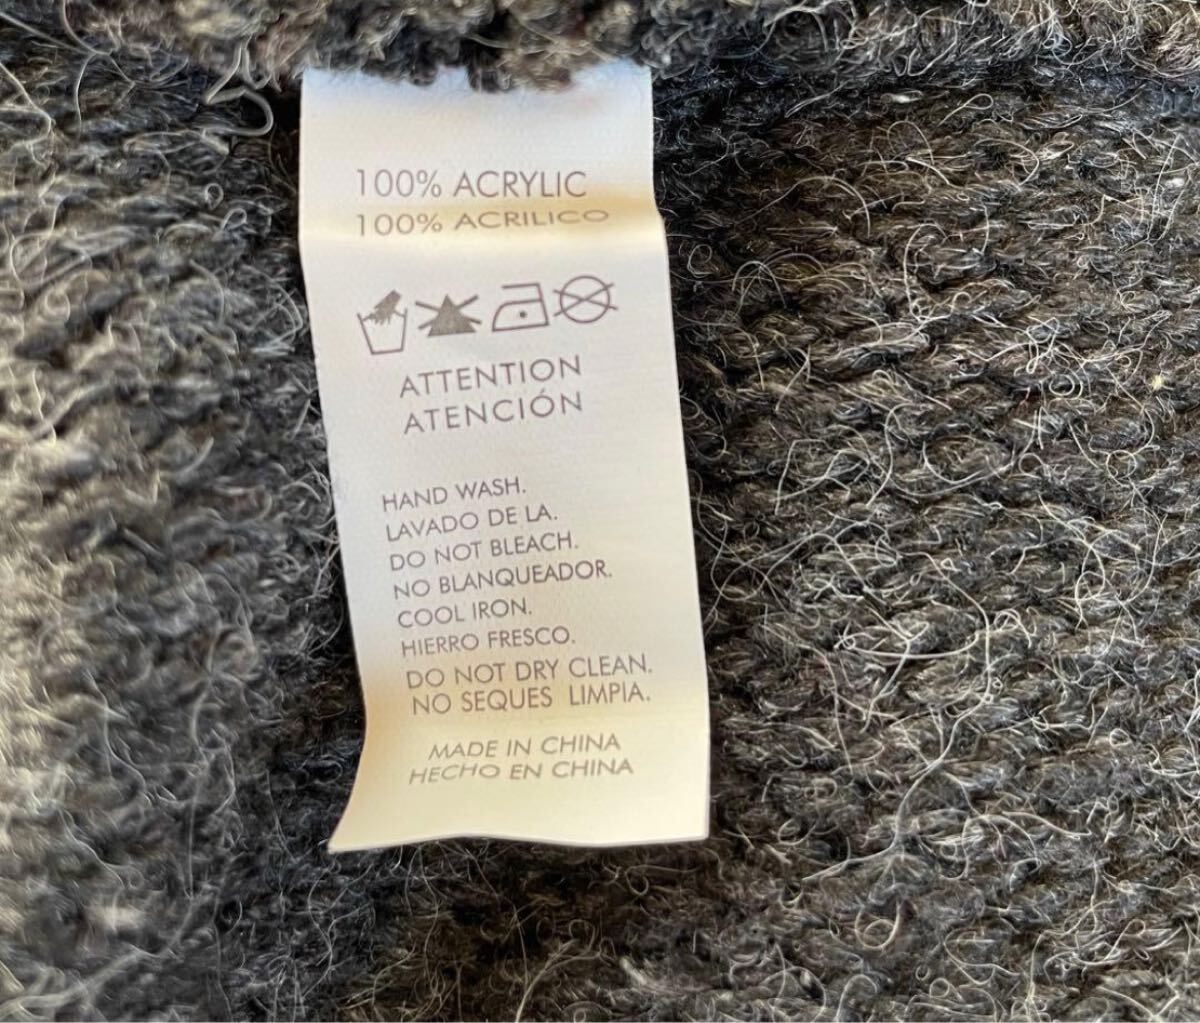 100% ACRYLIC
100% ACRILICO
ATTENTION
ATENCIÓN
HAND WASH.
LAVADO DE LA.
DO NOT BLEACH.
NO BLANQUEADOR.
COOL IRON.
HIERRO FRESCO.
DO NOT DRY CLEAN.
NO SEQUES LIMPIA.
MADE IN CHINA
HECHO EN CHINA